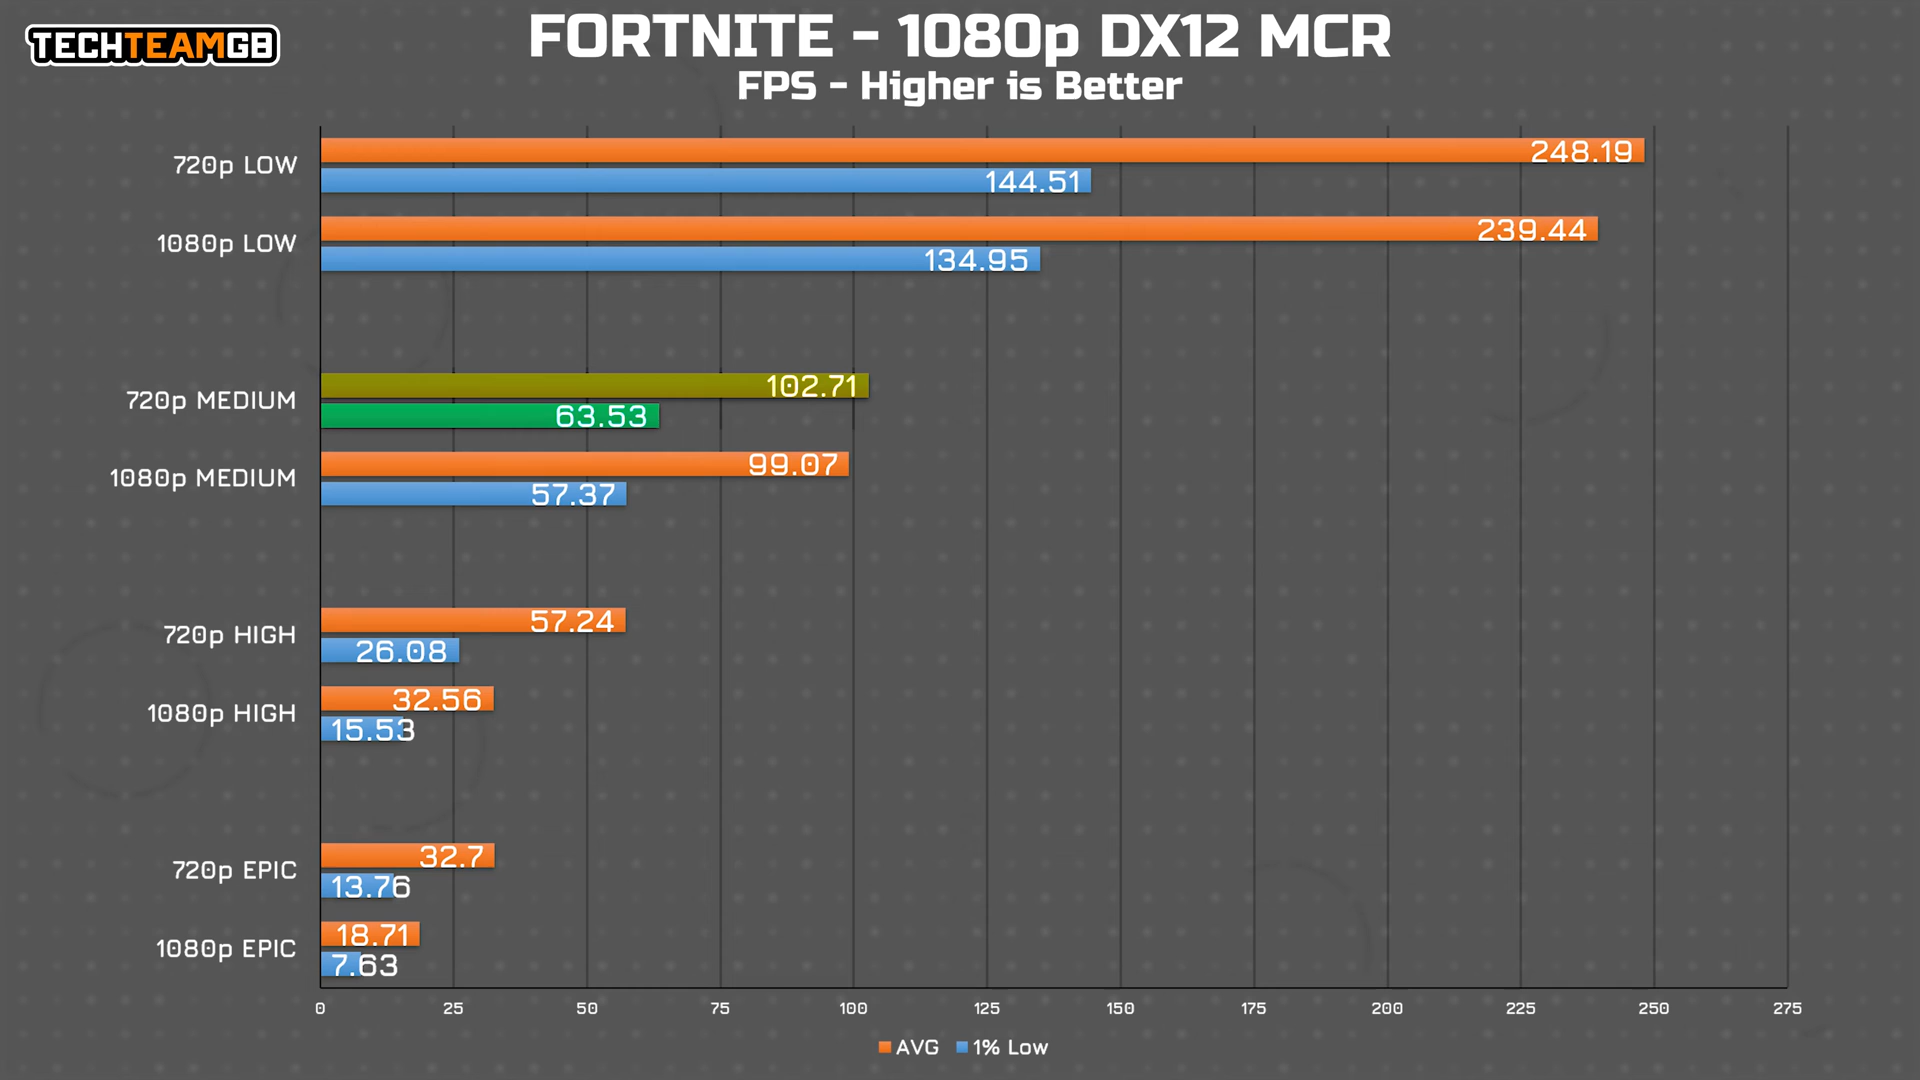 TECHTEAMGB
FORTNITE - 1080p DX12 MCR
FPS - Higher is Better
720p LOW
248.19
144.51
1080p LOW
239.44
134.95
720p MEDIUM
102.71
63.53
1080p MEDIUM
99.07
57.37
720p HIGH
57.24
26.08
1080p HIGH
32.56
15.53
720p EPIC
32.7
13.76
1080p EPIC
18.71
7.63
0 25 50 75 100 125 150 175 200 225 250 275
AVG 1% Low